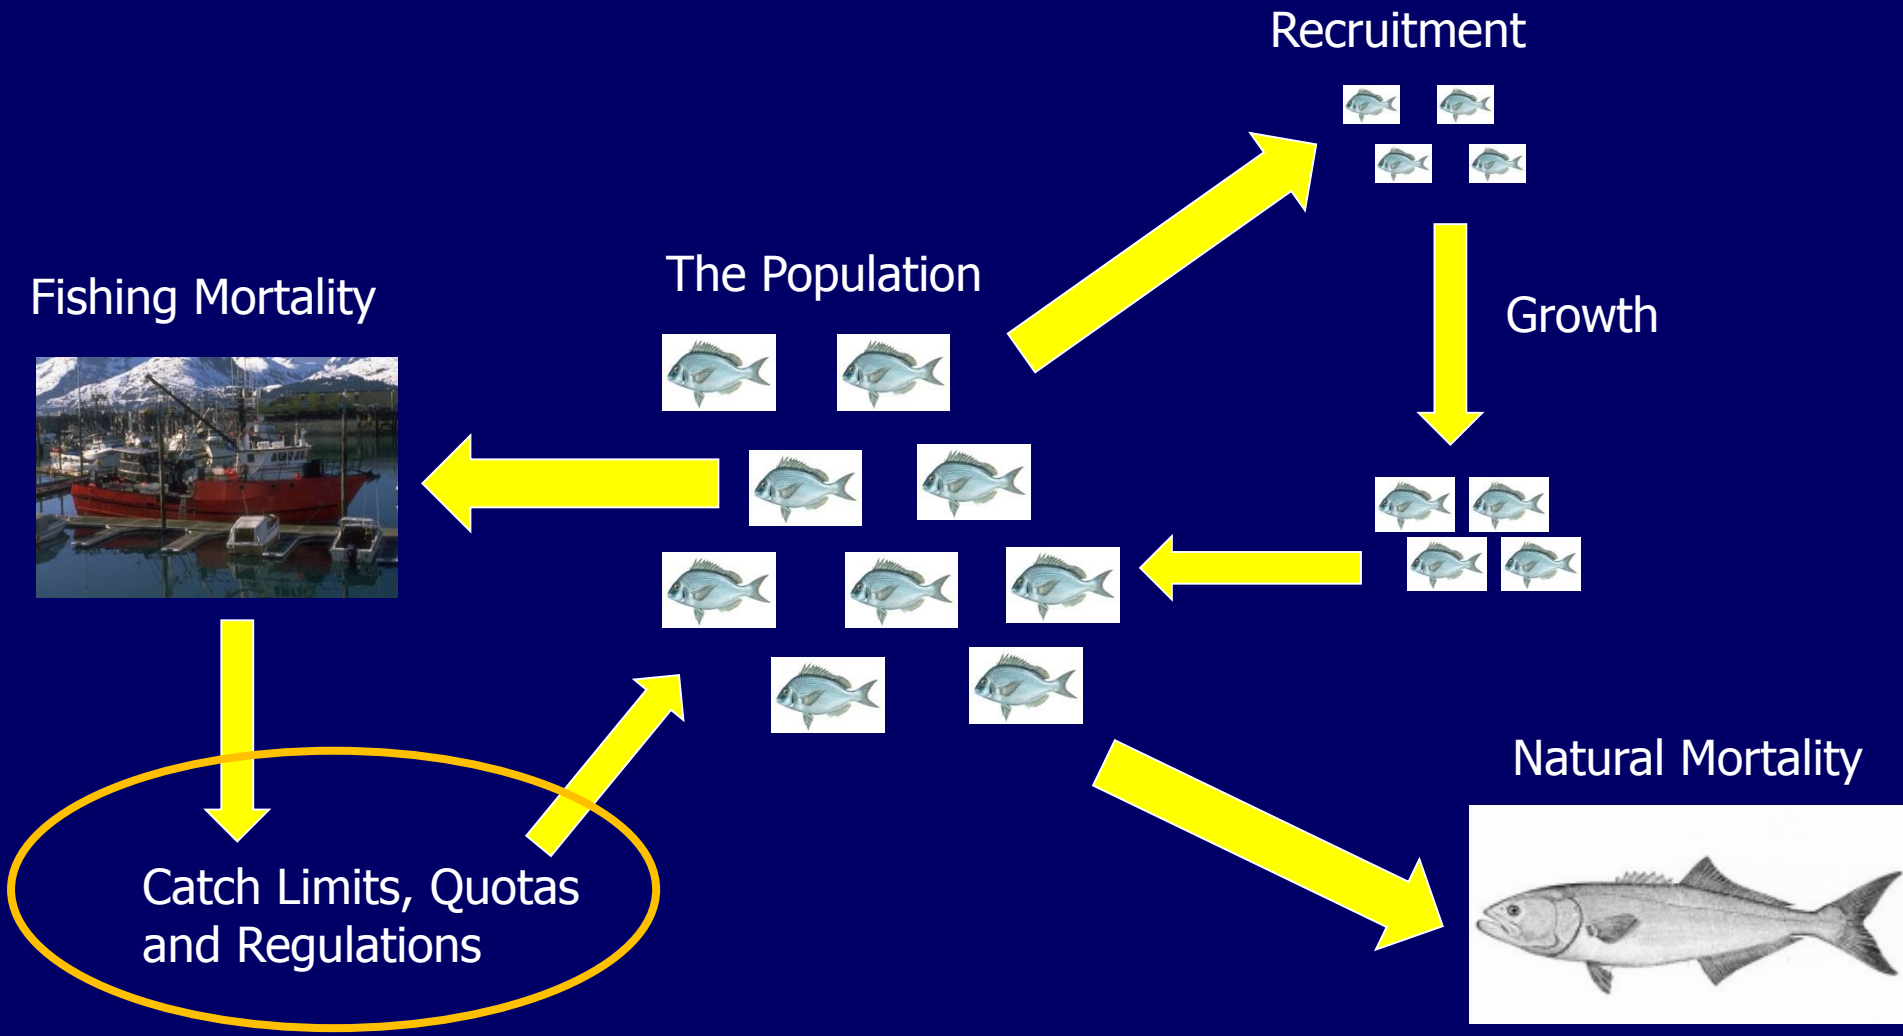 Recruitment
The Population
Fishing Mortality
Growth
Natural Mortality
Catch Limits, Quotas
and Regulations